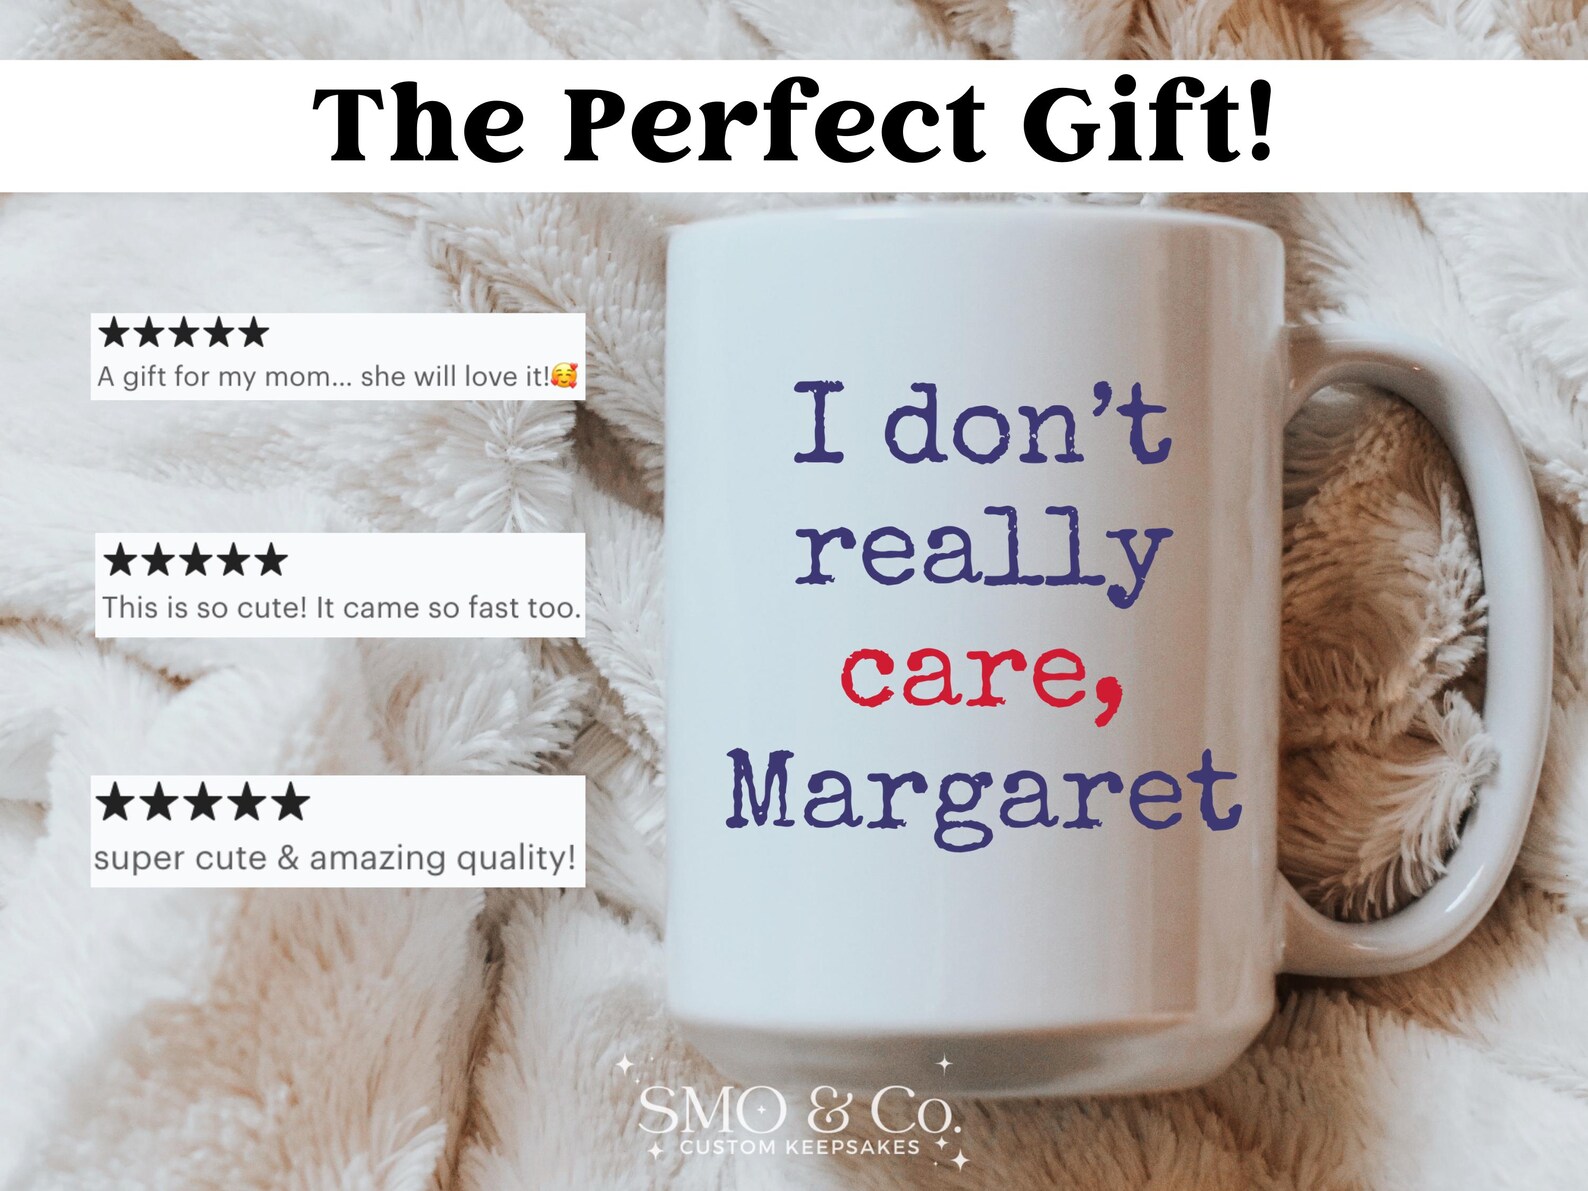 The Perfect Gift!
★★★★★
A gift for my mom... she will love it!🥰
★★★★★
This is so cute! It came so fast too.
★★★★★
super cute & amazing quality!
I don’t
really
care,
Margaret
SMO & Co.
CUSTOM KEEPSAKES